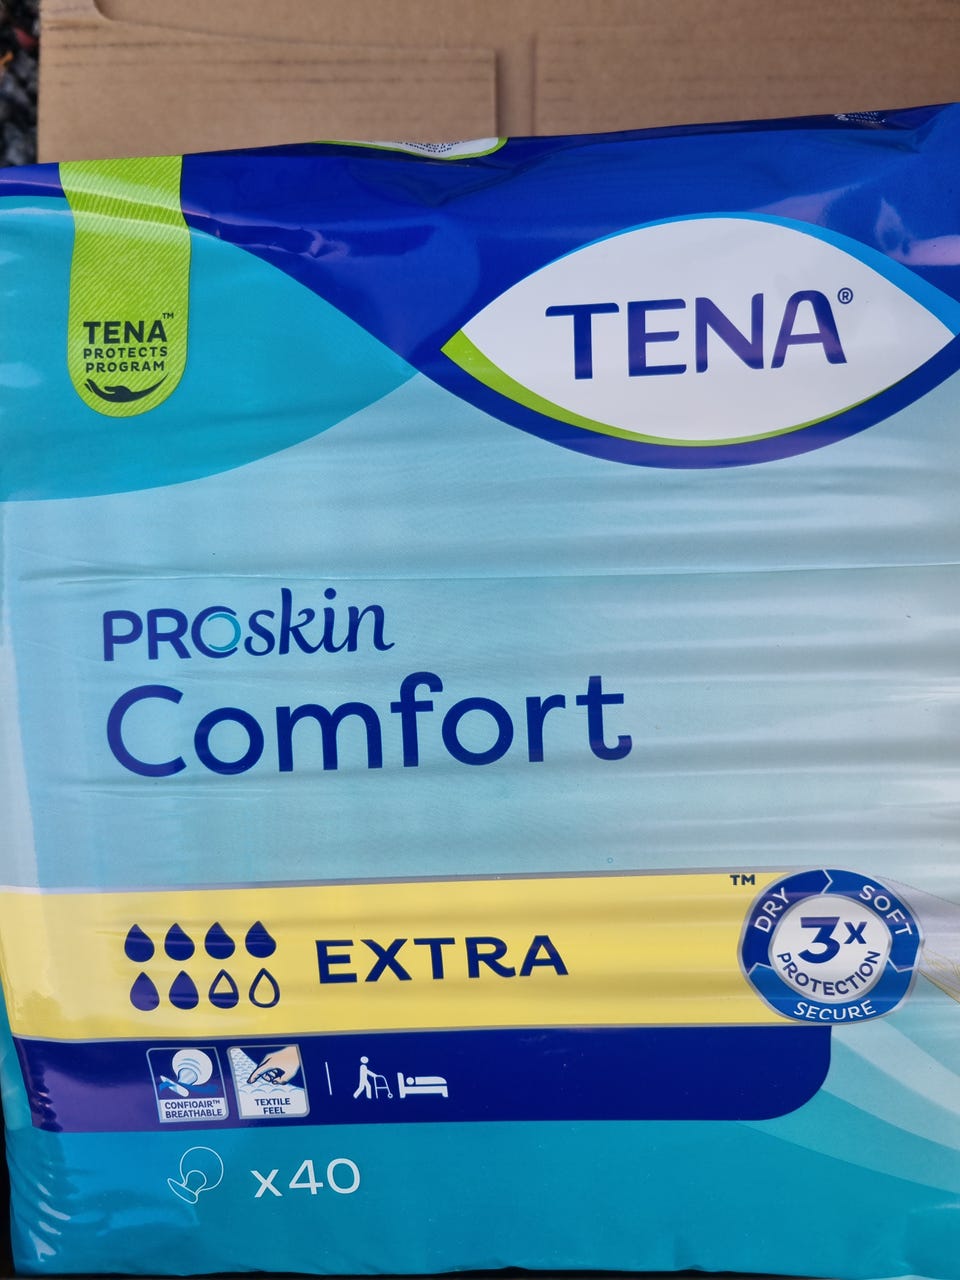 TENA™
PROTECTS
PROGRAM
TENA®
PROskin
Comfort
EXTRA
™
DRY
SOFT
3x
PROTECTION
SECURE
CONFIOAIR™
BREATHABLE
TEXTILE
FEEL
x40